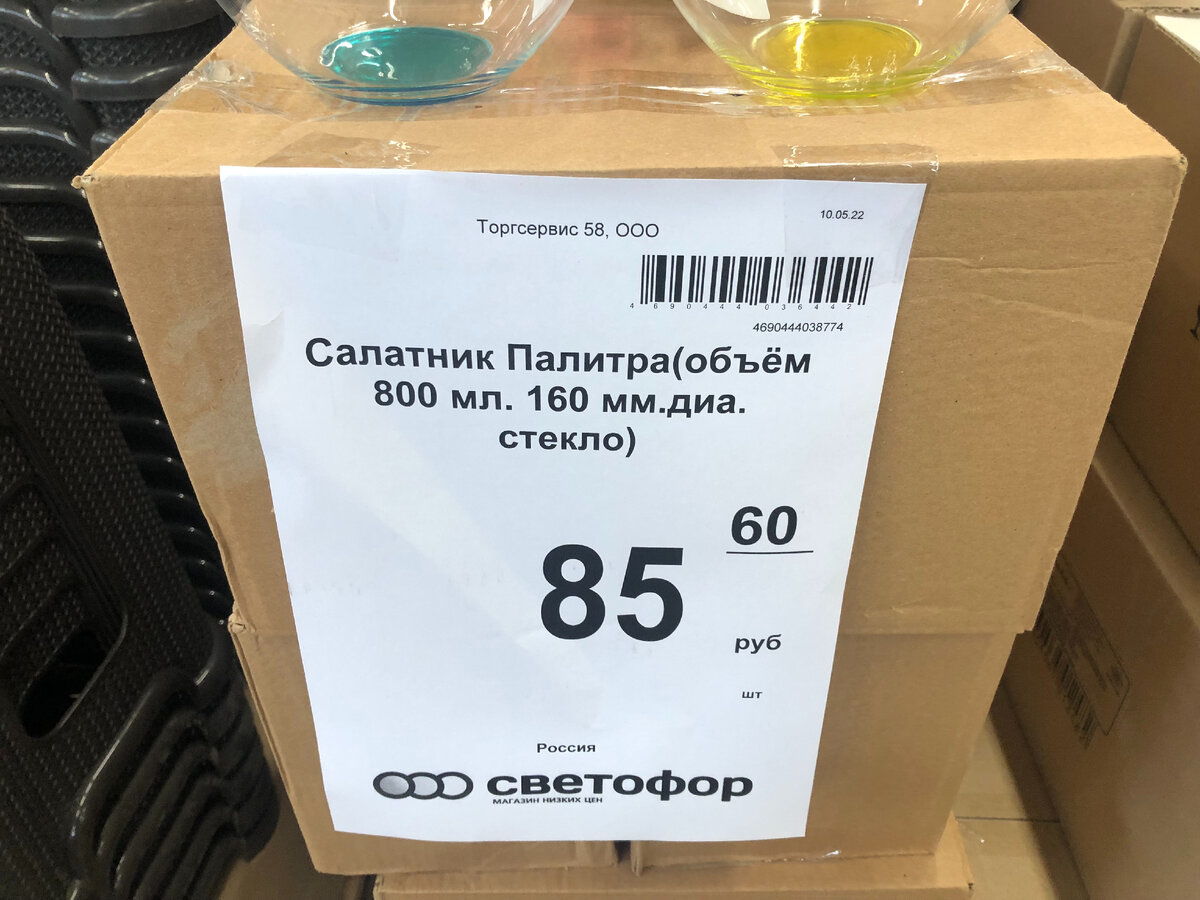 10.05.22
Торгсервис 58, ООО
4690444036442
4690444038774
Салатник Палитра(объём
800 мл. 160 мм.диа.
стекло)
60
85
руб
шт
Россия
светофор
МАГАЗИН НИЗКИХ ЦЕН